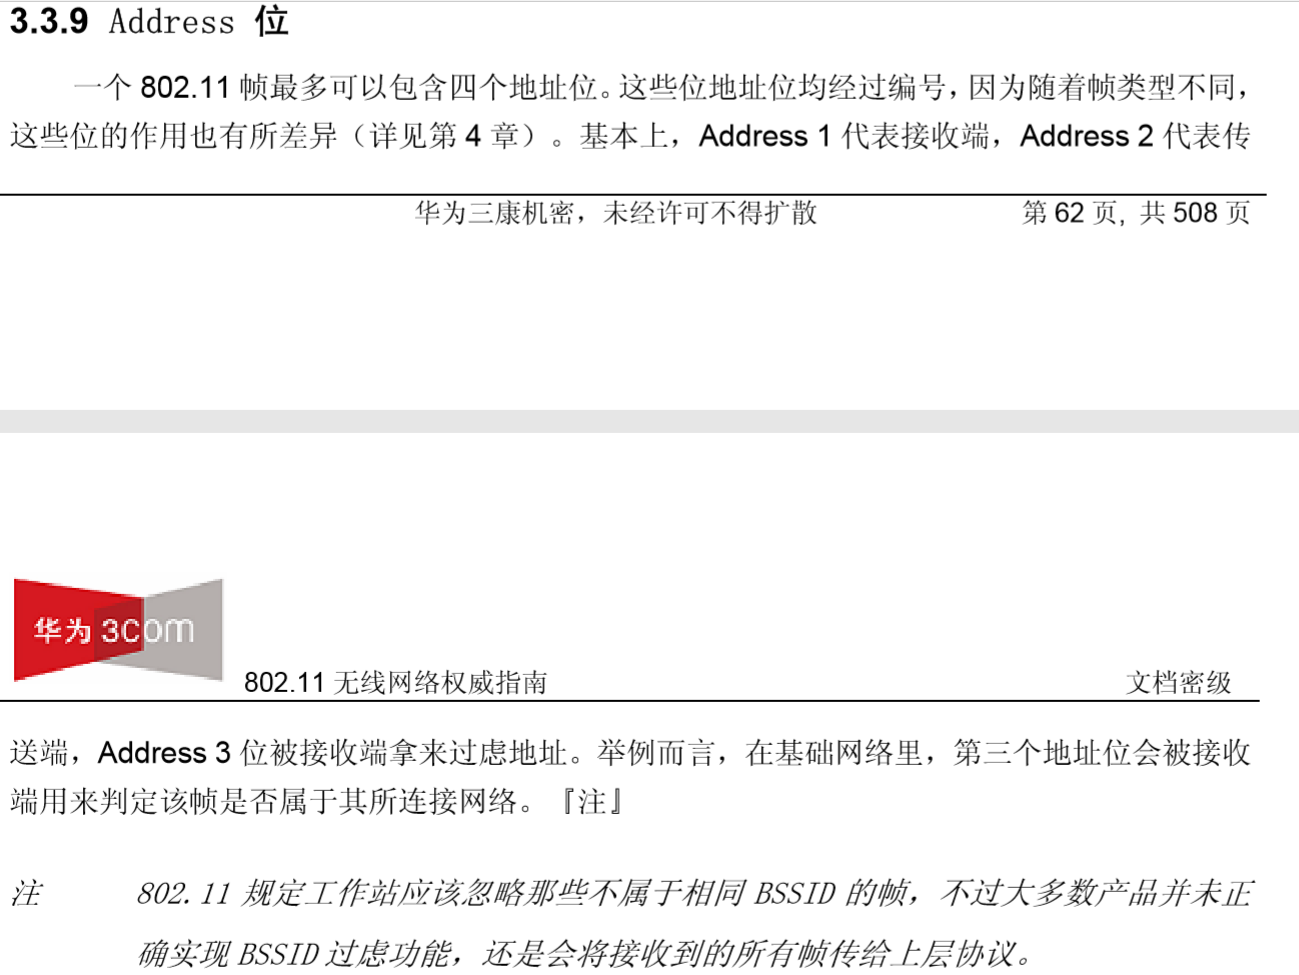 3.3.9 Address 位
一个 802.11 帧最多可以包含四个地址位。这些位地址位均经过编号，因为随着帧类型不同，
这些位的作用也有所差异（详见第 4 章）。基本上，Address 1 代表接收端，Address 2 代表传
华为三康机密，未经许可不得扩散 第 62 页, 共 508 页
华为 3com
802.11 无线网络权威指南 文档密级
送端，Address 3 位被接收端拿来过虑地址。举例而言，在基础网络里，第三个地址位会被接收
端用来判定该帧是否属于其所连接网络。『注』
注 802.11 规定工作站应该忽略那些不属于相同 BSSID 的帧，不过大多数产品并未正
确实现 BSSID 过虑功能，还是会将接收到的所有帧传给上层协议。